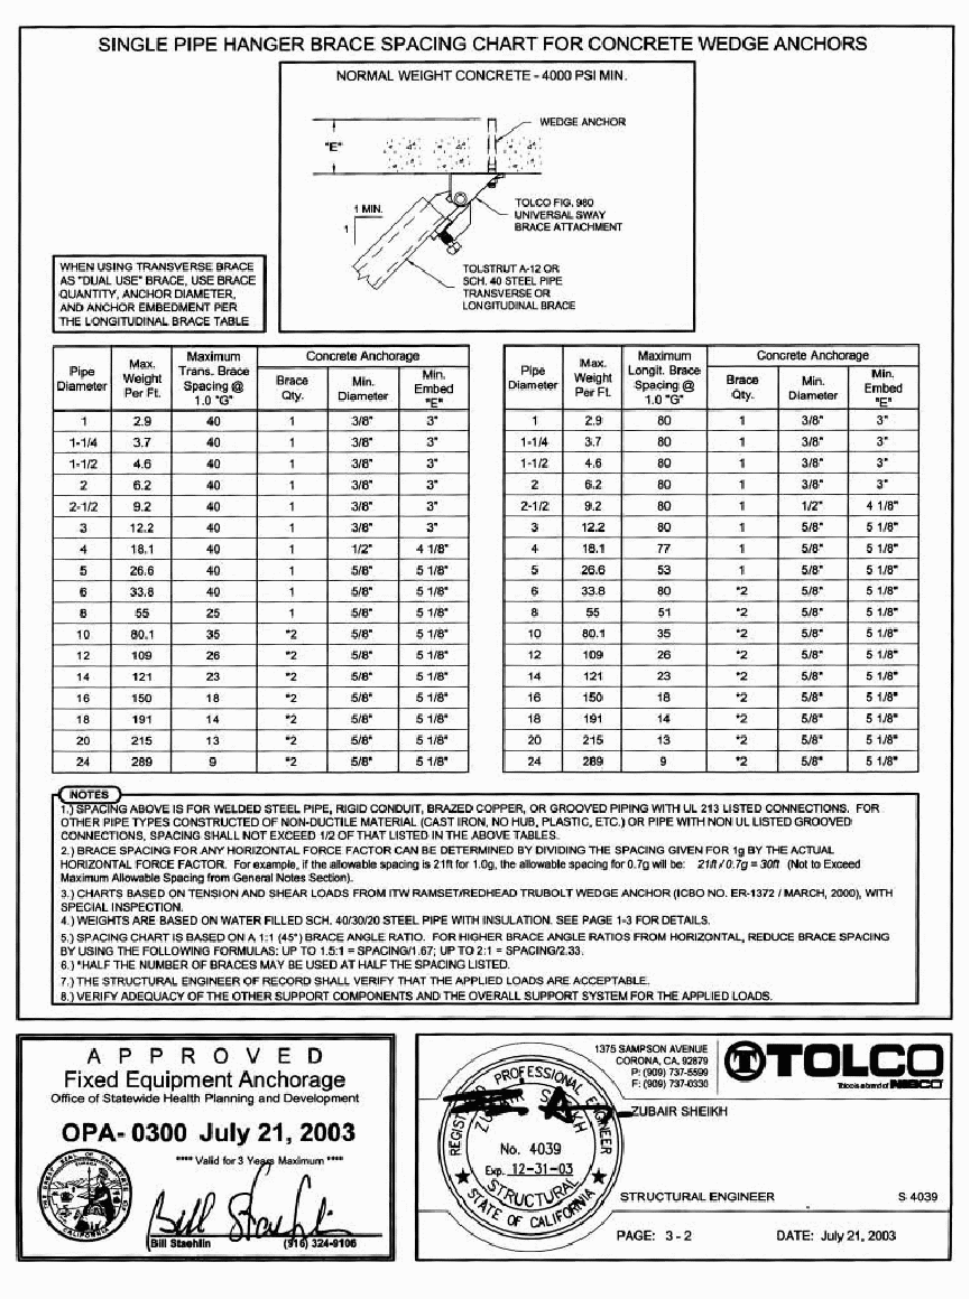 SINGLE PIPE HANGER BRACE SPACING CHART FOR CONCRETE WEDGE ANCHORS
NORMAL WEIGHT CONCRETE - 4000 PSI MIN.
WEDGE ANCHOR
"E"
1 MIN.
1
TOLCO FIG. 980
UNIVERSAL SWAY
BRACE ATTACHMENT
TOLSTRUT A-12 OR
SCH. 40 STEEL PIPE
TRANSVERSE OR
LONGITUDINAL BRACE
WHEN USING TRANSVERSE BRACE
AS "DUAL USE" BRACE, USE BRACE
QUANTITY, ANCHOR DIAMETER,
AND ANCHOR EMBEDMENT PER
THE LONGITUDINAL BRACE TABLE
Pipe Diameter | Max. Weight Per Ft. | Maximum Trans. Brace Spacing @ 1.0 "G" | Concrete Anchorage | Brace Qty. | Min. Diameter | Min. Embed "E"
1 2.9 40 1 3/8" 3"
1-1/4 3.7 40 1 3/8" 3"
1-1/2 4.6 40 1 3/8" 3"
2 6.2 40 1 3/8" 3"
2-1/2 9.2 40 1 3/8" 3"
3 12.2 40 1 3/8" 3"
4 18.1 40 1 1/2" 4 1/8"
5 26.6 40 1 5/8" 5 1/8"
6 33.8 40 1 5/8" 5 1/8"
8 55 25 1 5/8" 5 1/8"
10 80.1 35 *2 5/8" 5 1/8"
12 109 26 *2 5/8" 5 1/8"
14 121 23 *2 5/8" 5 1/8"
16 150 18 *2 5/8" 5 1/8"
18 191 14 *2 5/8" 5 1/8"
20 215 13 *2 5/8" 5 1/8"
24 289 9 *2 5/8" 5 1/8"
Pipe Diameter | Max. Weight Per Ft. | Maximum Longit. Brace Spacing @ 1.0 "G" | Concrete Anchorage | Brace Qty. | Min. Diameter | Min. Embed "E"
1 2.9 80 1 3/8" 3"
1-1/4 3.7 80 1 3/8" 3"
1-1/2 4.6 80 1 3/8" 3"
2 6.2 80 1 3/8" 3"
2-1/2 9.2 80 1 1/2" 4 1/8"
3 12.2 80 1 5/8" 5 1/8"
4 18.1 77 1 5/8" 5 1/8"
5 26.6 53 1 5/8" 5 1/8"
6 33.8 80 *2 5/8" 5 1/8"
8 55 51 *2 5/8" 5 1/8"
10 80.1 35 *2 5/8" 5 1/8"
12 109 26 *2 5/8" 5 1/8"
14 121 23 *2 5/8" 5 1/8"
16 150 18 *2 5/8" 5 1/8"
18 191 14 *2 5/8" 5 1/8"
20 215 13 *2 5/8" 5 1/8"
24 289 9 *2 5/8" 5 1/8"
NOTES
1.) SPACING ABOVE IS FOR WELDED STEEL PIPE, RIGID CONDUIT, BRAZED COPPER, OR GROOVED PIPING WITH UL 213 LISTED CONNECTIONS. FOR
OTHER PIPE TYPES CONSTRUCTED OF NON-DUCTILE MATERIAL (CAST IRON, NO HUB, PLASTIC, ETC.) OR PIPE WITH NON UL LISTED GROOVED
CONNECTIONS, SPACING SHALL NOT EXCEED 1/2 OF THAT LISTED IN THE ABOVE TABLES.
2.) BRACE SPACING FOR ANY HORIZONTAL FORCE FACTOR CAN BE DETERMINED BY DIVIDING THE SPACING GIVEN FOR 1g BY THE ACTUAL
HORIZONTAL FORCE FACTOR. For example, if the allowable spacing is 21ft for 1.0g, the allowable spacing for 0.7g will be: 21ft / 0.7g = 30ft (Not to Exceed
Maximum Allowable Spacing from General Notes Section).
3.) CHARTS BASED ON TENSION AND SHEAR LOADS FROM ITW RAMSET/REDHEAD TRUBOLT WEDGE ANCHOR (ICBO NO. ER-1372 / MARCH, 2000), WITH
SPECIAL INSPECTION.
4.) WEIGHTS ARE BASED ON WATER FILLED SCH. 40/30/20 STEEL PIPE WITH INSULATION. SEE PAGE 1-3 FOR DETAILS.
5.) SPACING CHART IS BASED ON A 1:1 (45°) BRACE ANGLE RATIO. FOR HIGHER BRACE ANGLE RATIOS FROM HORIZONTAL, REDUCE BRACE SPACING
BY USING THE FOLLOWING FORMULAS: UP TO 1.5:1 = SPACING/1.67; UP TO 2:1 = SPACING/2.33.
6.) *HALF THE NUMBER OF BRACES MAY BE USED AT HALF THE SPACING LISTED.
7.) THE STRUCTURAL ENGINEER OF RECORD SHALL VERIFY THAT THE APPLIED LOADS ARE ACCEPTABLE.
8.) VERIFY ADEQUACY OF THE OTHER SUPPORT COMPONENTS AND THE OVERALL SUPPORT SYSTEM FOR THE APPLIED LOADS.
APPROVED
Fixed Equipment Anchorage
Office of Statewide Health Planning and Development
OPA- 0300 July 21, 2003
**** Valid for 3 Years Maximum ****
Bill Staehlin
Bill Staehlin (916) 324-9106
PROFESSIONAL ENGINEER
No. 4039
Exp. 12-31-03
STRUCTURAL
STATE OF CALIFORNIA
1375 SAMPSON AVENUE
CORONA, CA. 92879
P: (909) 737-5599
F: (909) 737-0330
TOLCO
Tolco is a brand of NIBCO
ZUBAIR SHEIKH
STRUCTURAL ENGINEER S 4039
PAGE: 3 - 2 DATE: July 21, 2003